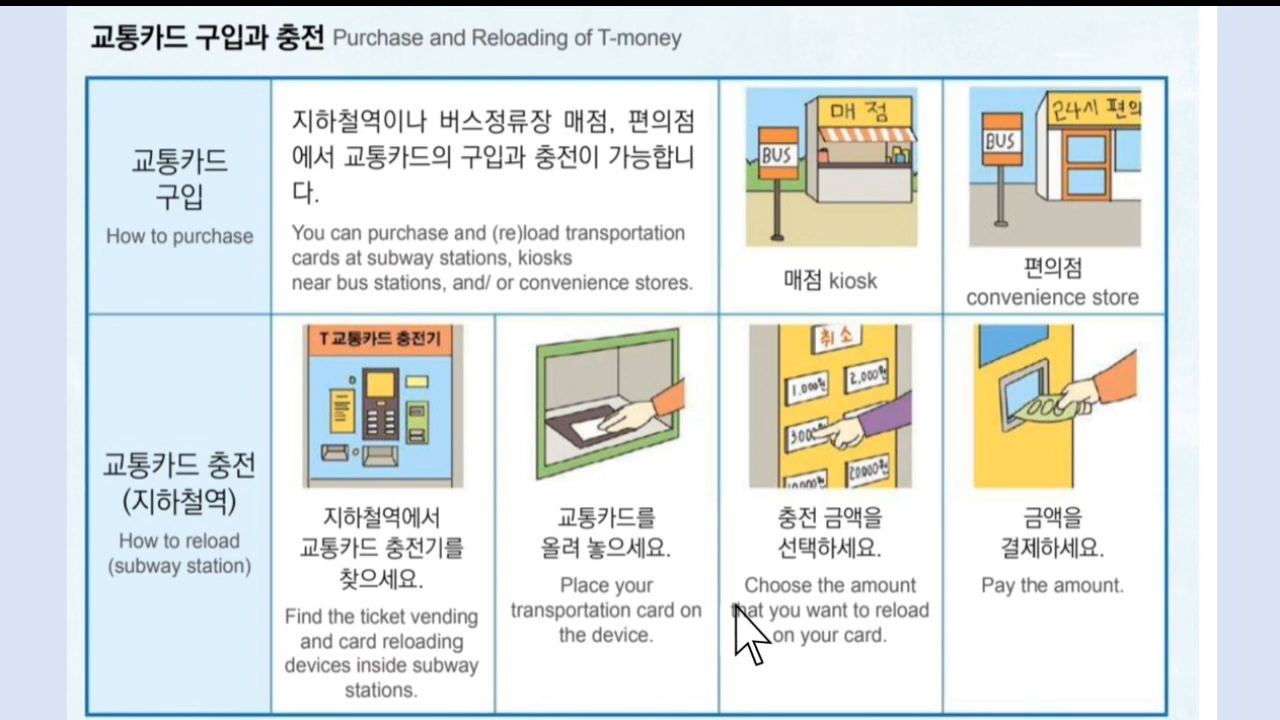 교통카드 구입과 충전 Purchase and Reloading of T-money
교통카드
구입
How to purchase
지하철역이나 버스정류장 매점, 편의점
에서 교통카드의 구입과 충전이 가능합니
다.
You can purchase and (re)load transportation
cards at subway stations, kiosks
near bus stations, and/ or convenience stores.
매점
BUS
매점 kiosk
24시 편의
BUS
편의점
convenience store
교통카드 충전
(지하철역)
How to reload
(subway station)
T 교통카드 충전기
지하철역에서
교통카드 충전기를
찾으세요.
Find the ticket vending
and card reloading
devices inside subway
stations.
교통카드를
올려 놓으세요.
Place your
transportation card on
the device.
취소
1,000원
2,000원
20000원
충전 금액을
선택하세요.
Choose the amount
that you want to reload
on your card.
금액을
결제하세요.
Pay the amount.